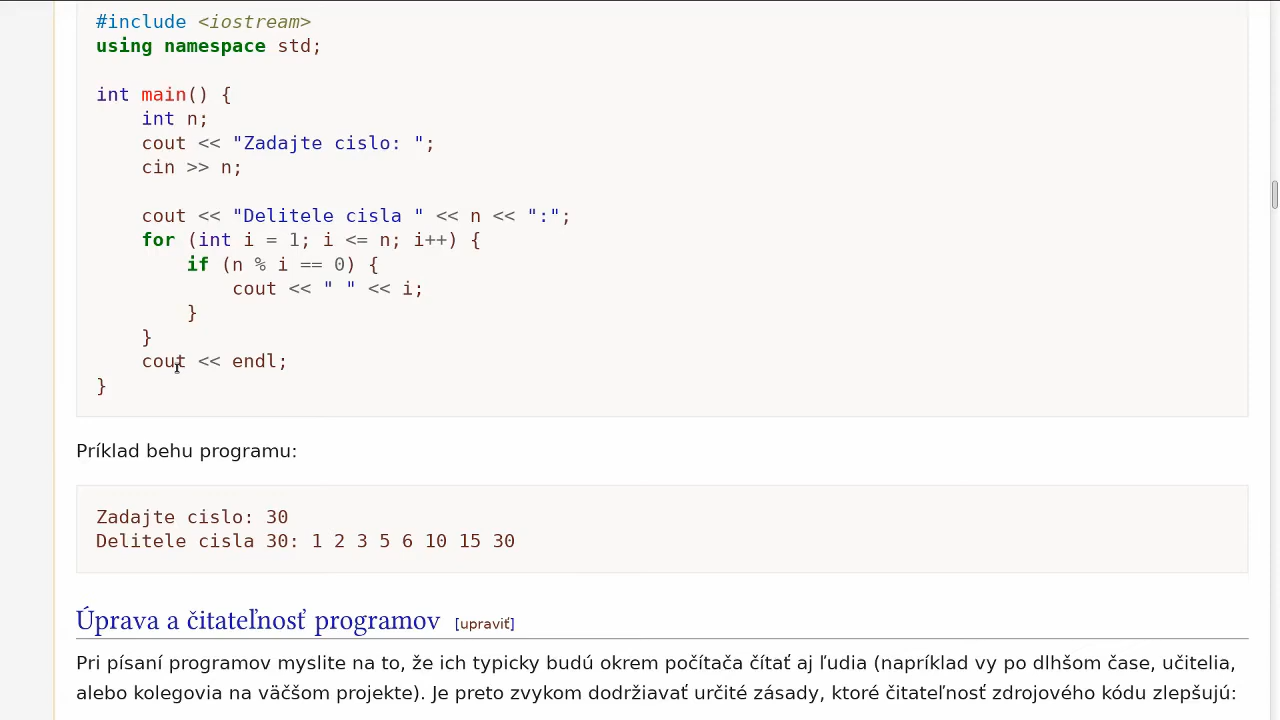 #include <iostream>
using namespace std;

int main() {
    int n;
    cout << "Zadajte cislo: ";
    cin >> n;

    cout << "Delitele cisla " << n << ":";
    for (int i = 1; i <= n; i++) {
        if (n % i == 0) {
            cout << " " << i;
        }
    }
    cout << endl;
}
Príklad behu programu:
Zadajte cislo: 30
Delitele cisla 30: 1 2 3 5 6 10 15 30
Úprava a čitateľnosť programov [upraviť]
Pri písaní programov myslite na to, že ich typicky budú okrem počítača čítať aj ľudia (napríklad vy po dlhšom čase, učitelia,
alebo kolegovia na väčšom projekte). Je preto zvykom dodržiavať určité zásady, ktoré čitateľnosť zdrojového kódu zlepšujú: